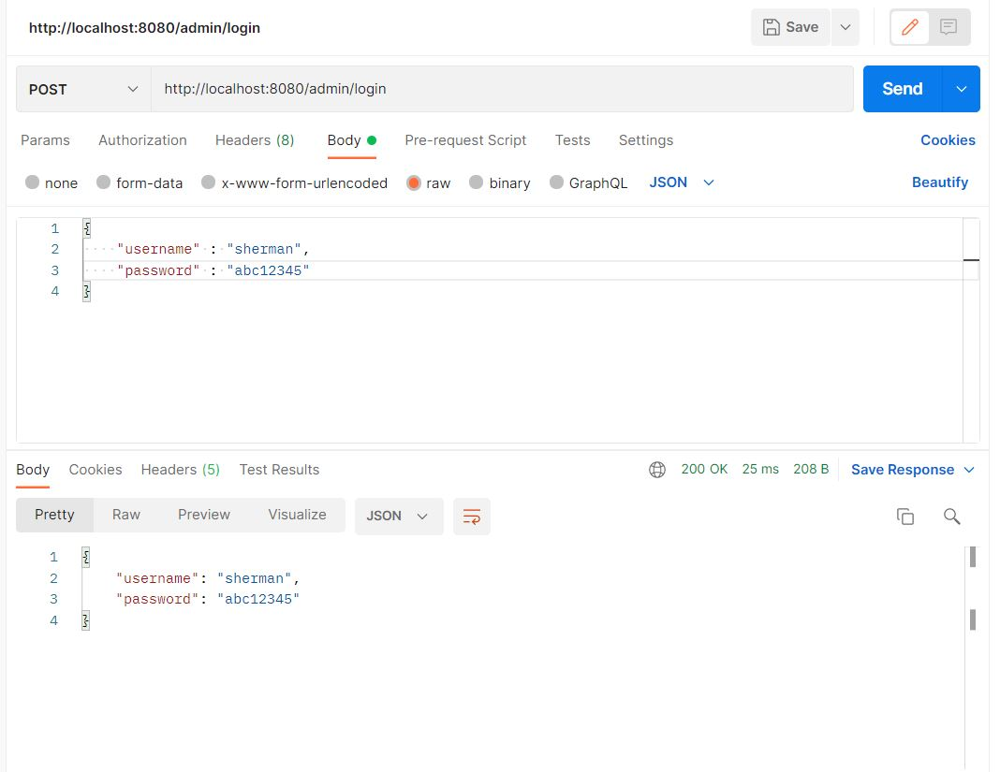 http://localhost:8080/admin/login Save
POST http://localhost:8080/admin/login Send
Params Authorization Headers (8) Body Pre-request Script Tests Settings Cookies
none form-data x-www-form-urlencoded raw binary GraphQL JSON Beautify
1 {
2 "username" : "sherman",
3 "password" : "abc12345"
4 }
Body Cookies Headers (5) Test Results 200 OK 25 ms 208 B Save Response
Pretty Raw Preview Visualize JSON
1 {
2 "username": "sherman",
3 "password": "abc12345"
4 }